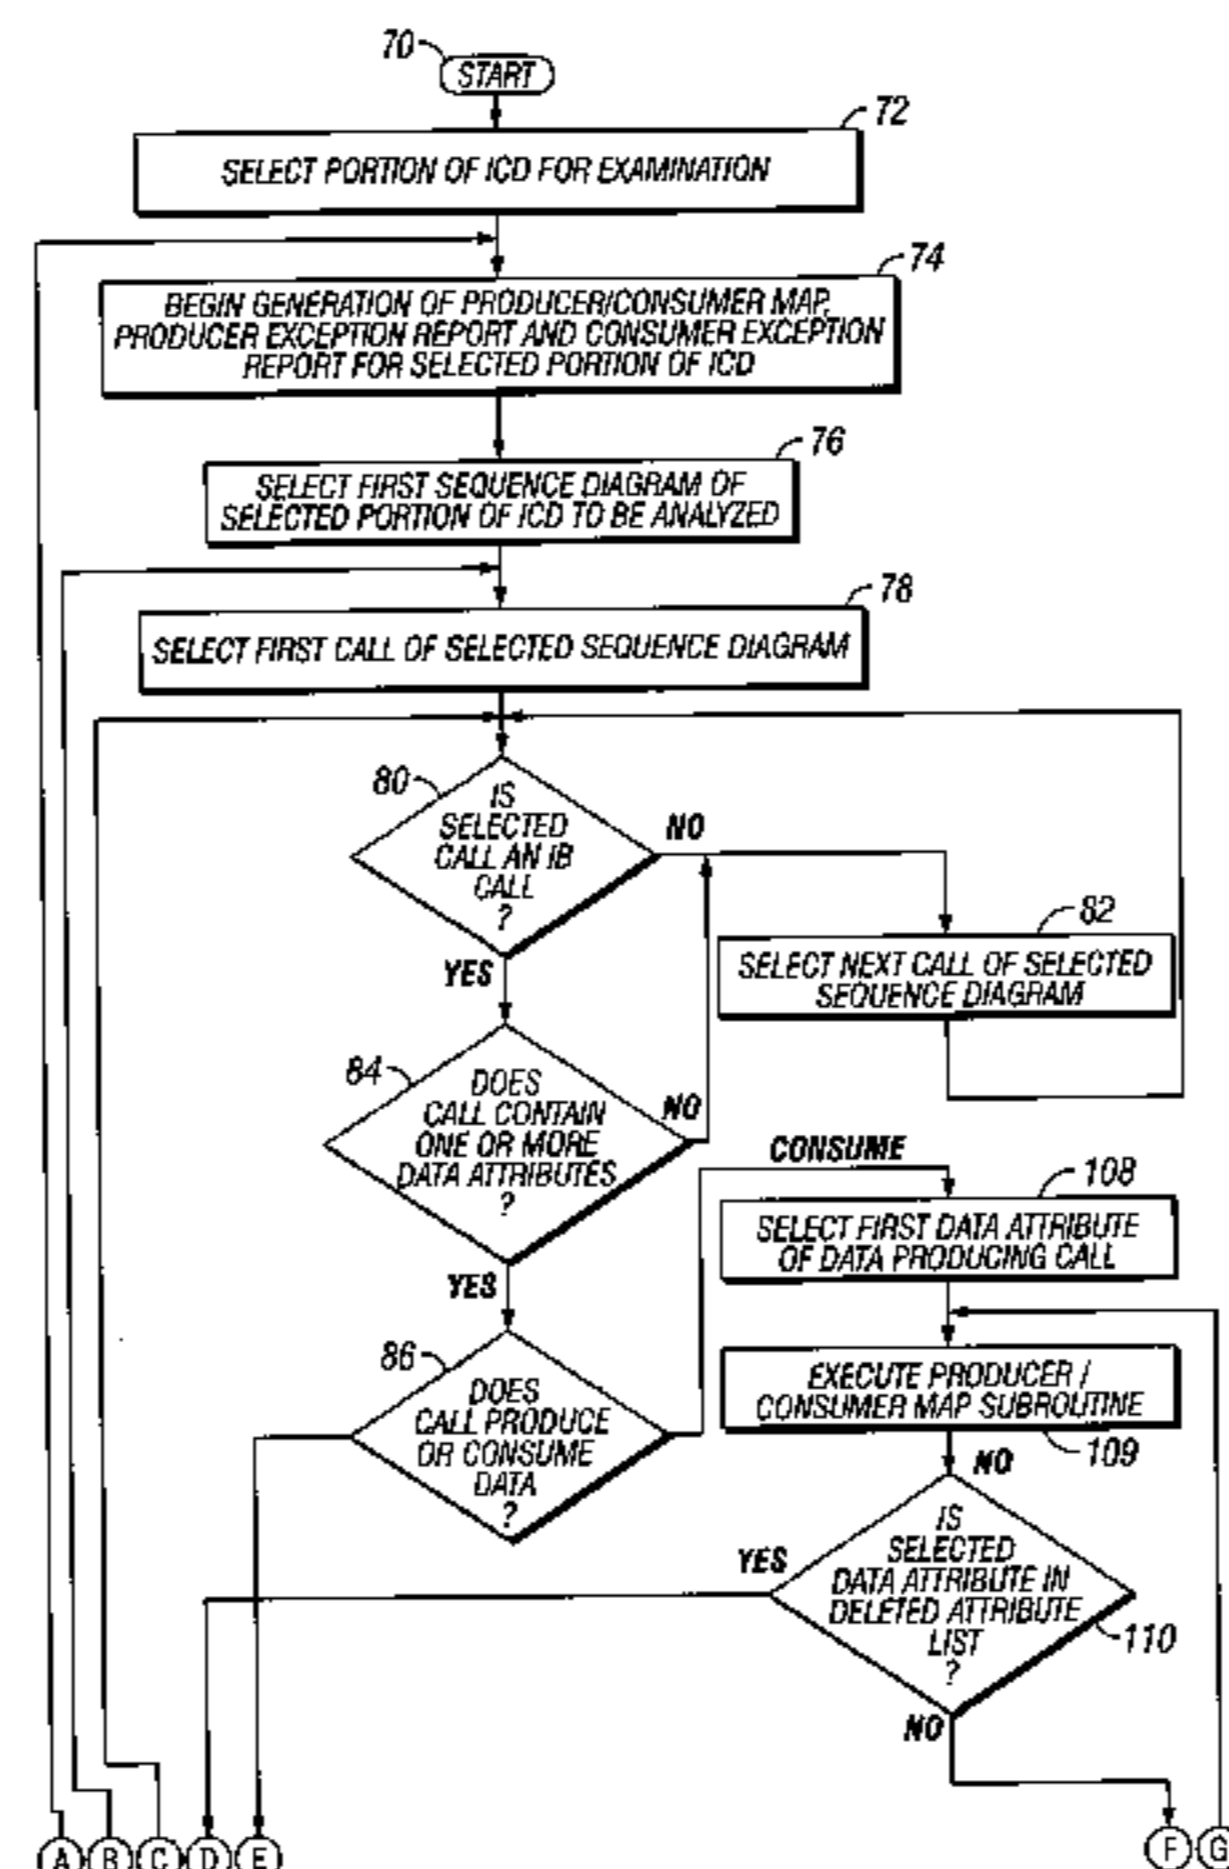 70
START
72
SELECT PORTION OF ICD FOR EXAMINATION
74
BEGIN GENERATION OF PRODUCER/CONSUMER MAP,
PRODUCER EXCEPTION REPORT AND CONSUMER EXCEPTION
REPORT FOR SELECTED PORTION OF ICD
76
SELECT FIRST SEQUENCE DIAGRAM OF
SELECTED PORTION OF ICD TO BE ANALYZED
78
SELECT FIRST CALL OF SELECTED SEQUENCE DIAGRAM
80
IS
SELECTED
CALL AN IB
CALL
?
NO
YES
82
SELECT NEXT CALL OF SELECTED
SEQUENCE DIAGRAM
84
DOES
CALL CONTAIN
ONE OR MORE
DATA ATTRIBUTES
?
NO
YES
CONSUME
108
SELECT FIRST DATA ATTRIBUTE
OF DATA PRODUCING CALL
86
DOES
CALL PRODUCE
OR CONSUME
DATA
?
EXECUTE PRODUCER /
CONSUMER MAP SUBROUTINE
109
NO
IS
SELECTED
DATA ATTRIBUTE IN
DELETED ATTRIBUTE
LIST
?
YES
110
NO
A B C D E F G